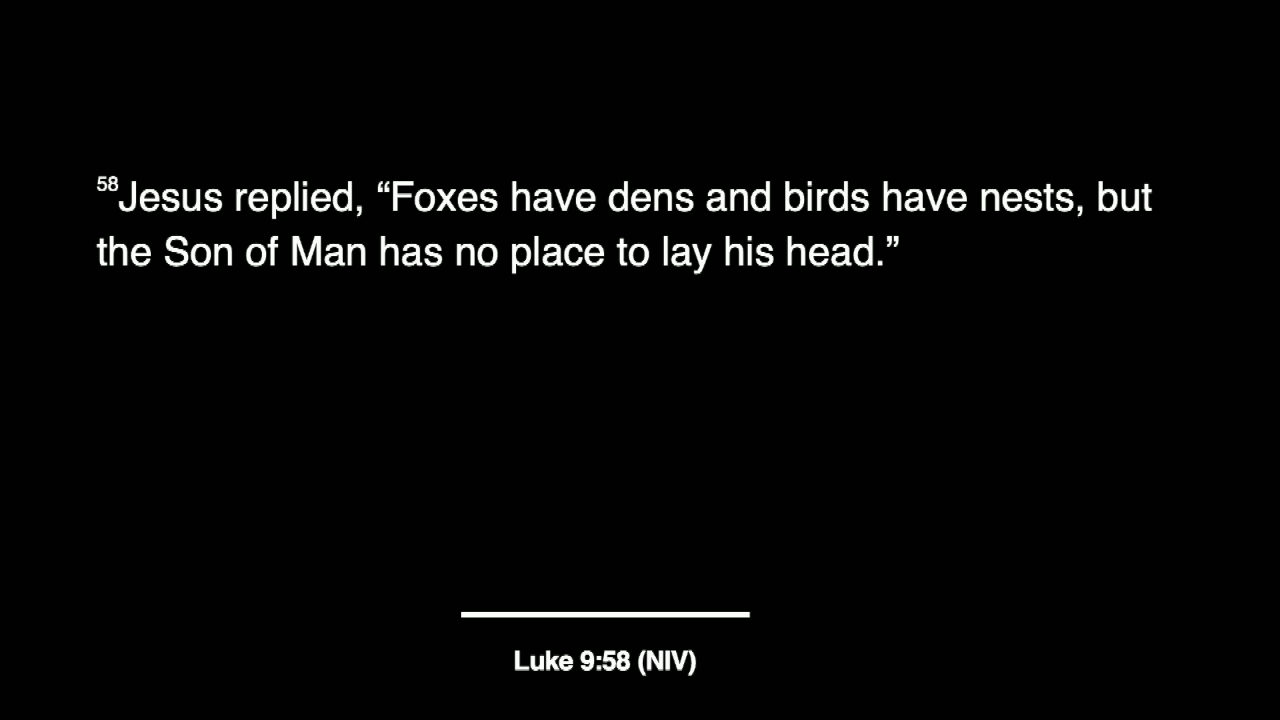 58Jesus replied, “Foxes have dens and birds have nests, but
the Son of Man has no place to lay his head.”
Luke 9:58 (NIV)